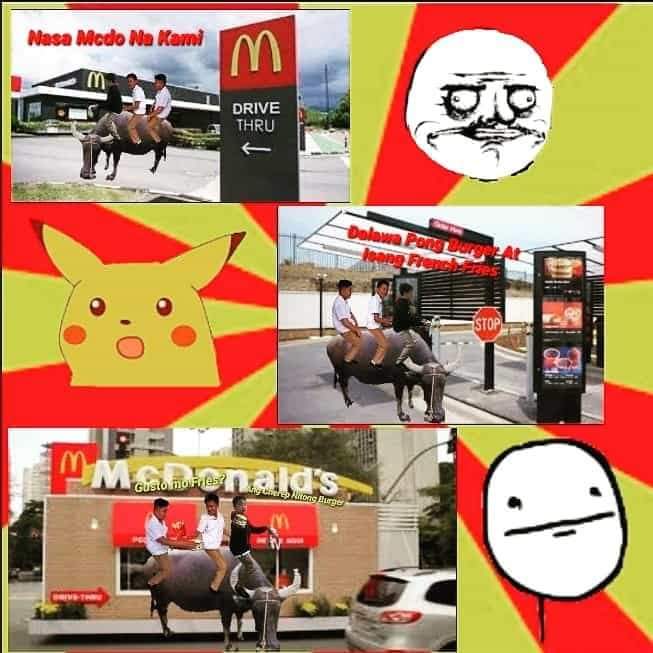 Nasa Mcdo Na Kami
DRIVE
THRU
Dalawa Pong Burger At
Isang French Fries
STOP
McDonald's
Gusto mo Fries?
Ang Cherep Nitong Burger
DRIVE-THRU